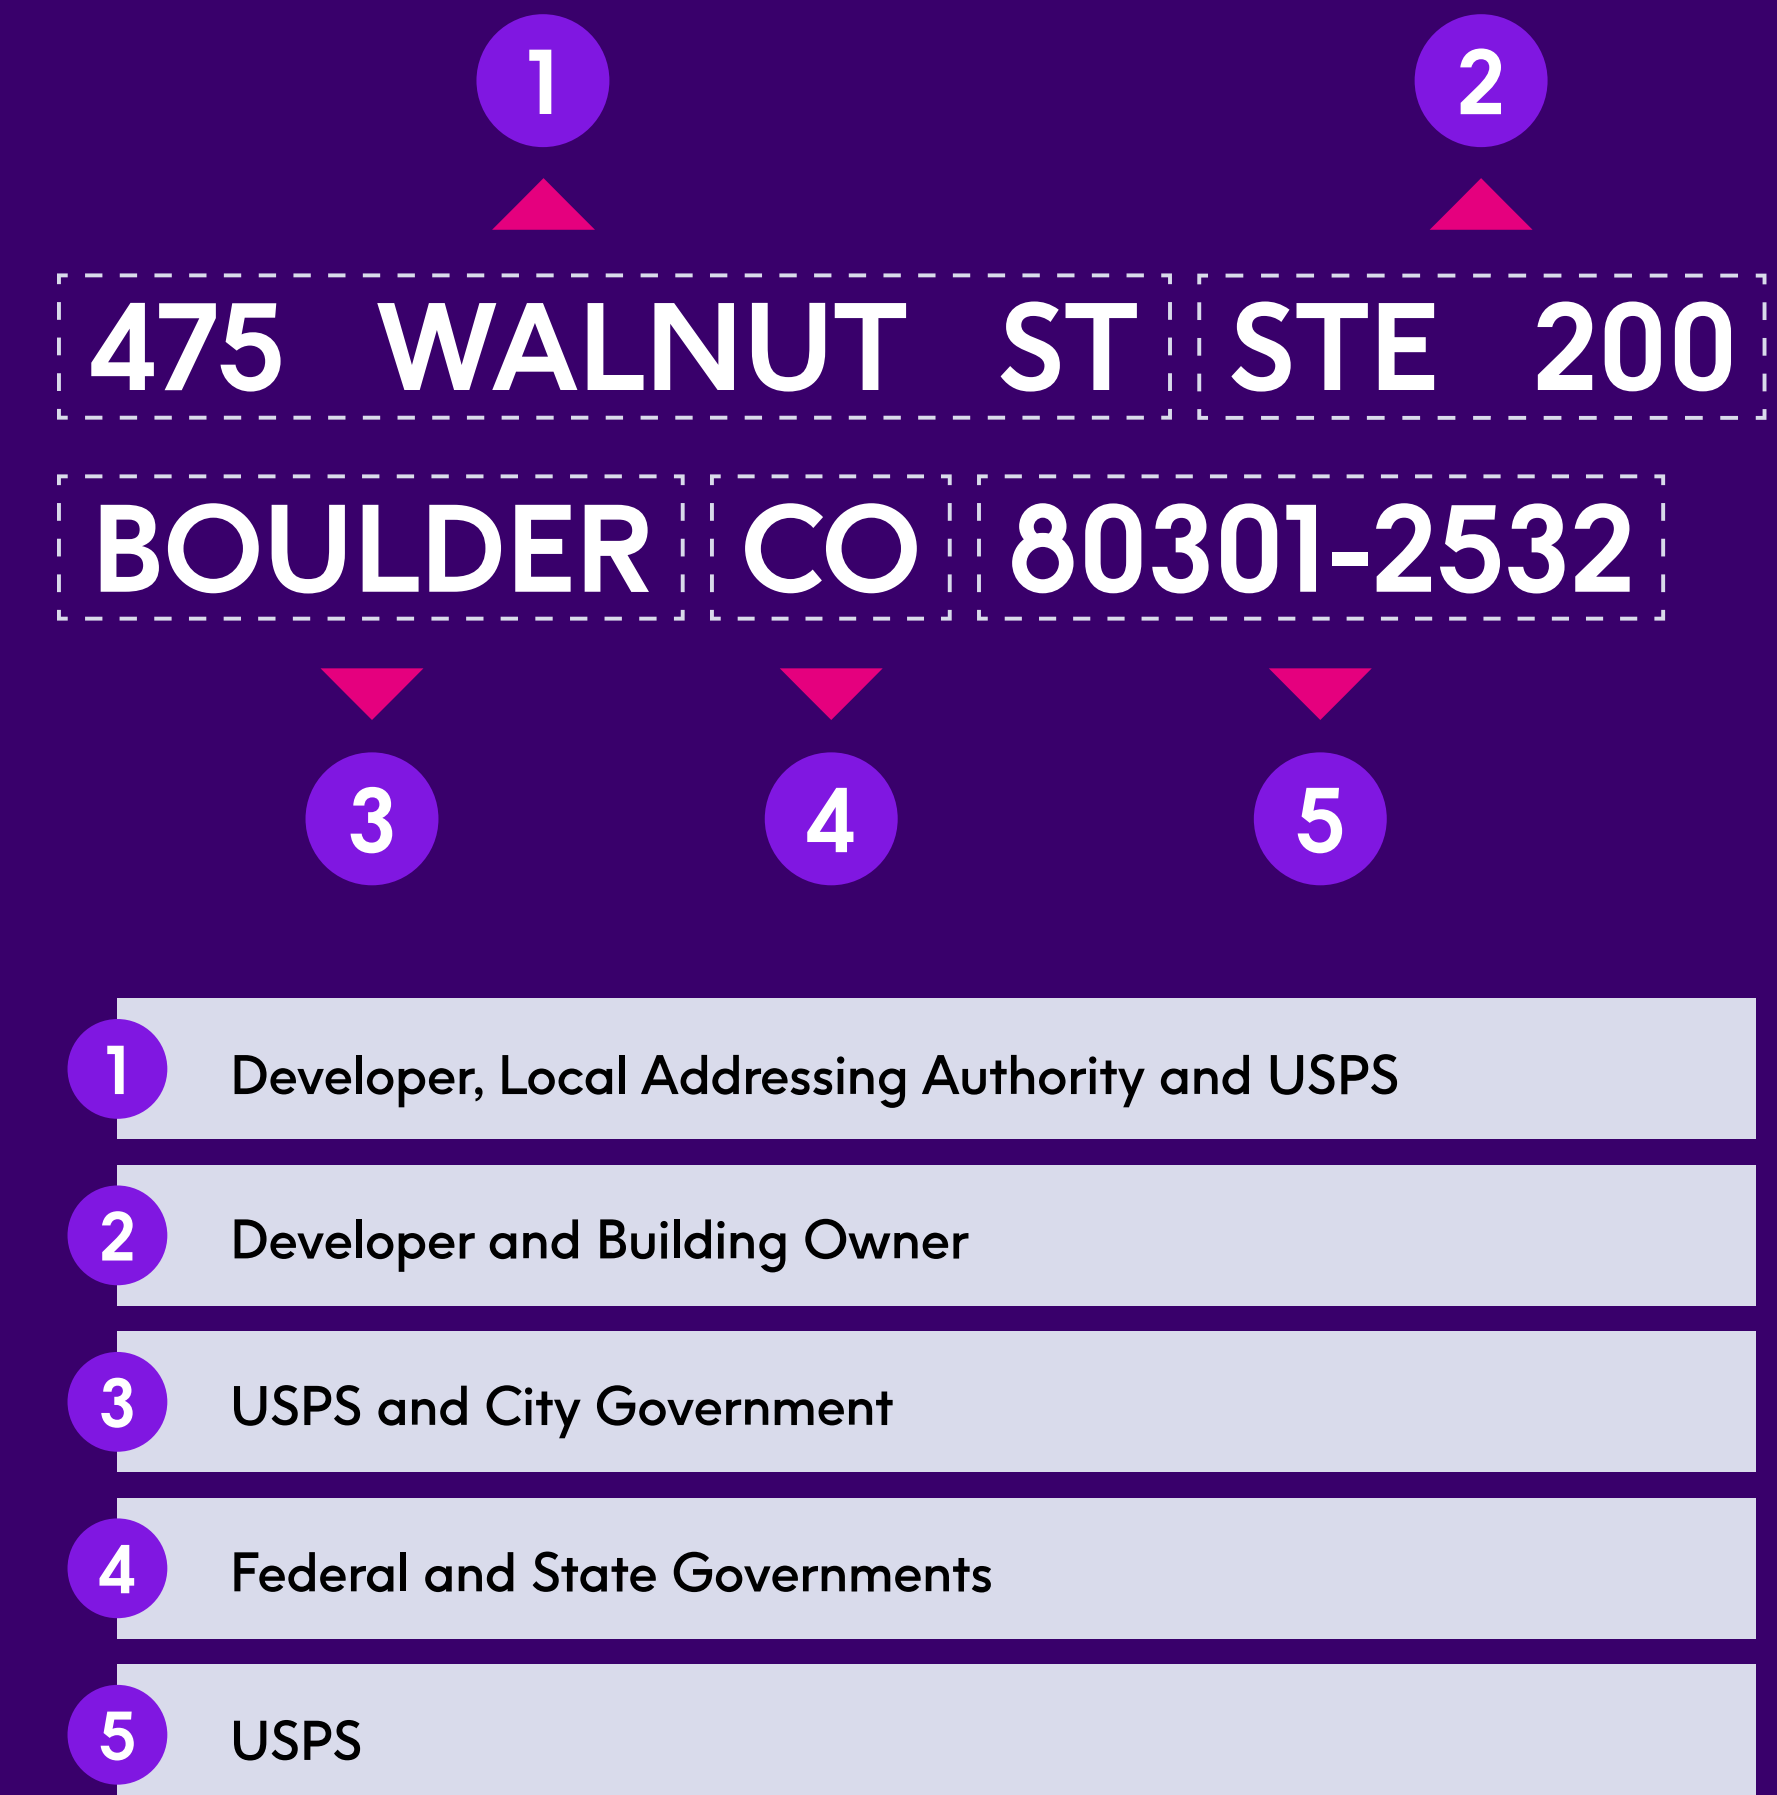 1 2
475 WALNUT ST STE 200
BOULDER CO 80301-2532
3 4 5
1 Developer, Local Addressing Authority and USPS
2 Developer and Building Owner
3 USPS and City Government
4 Federal and State Governments
5 USPS